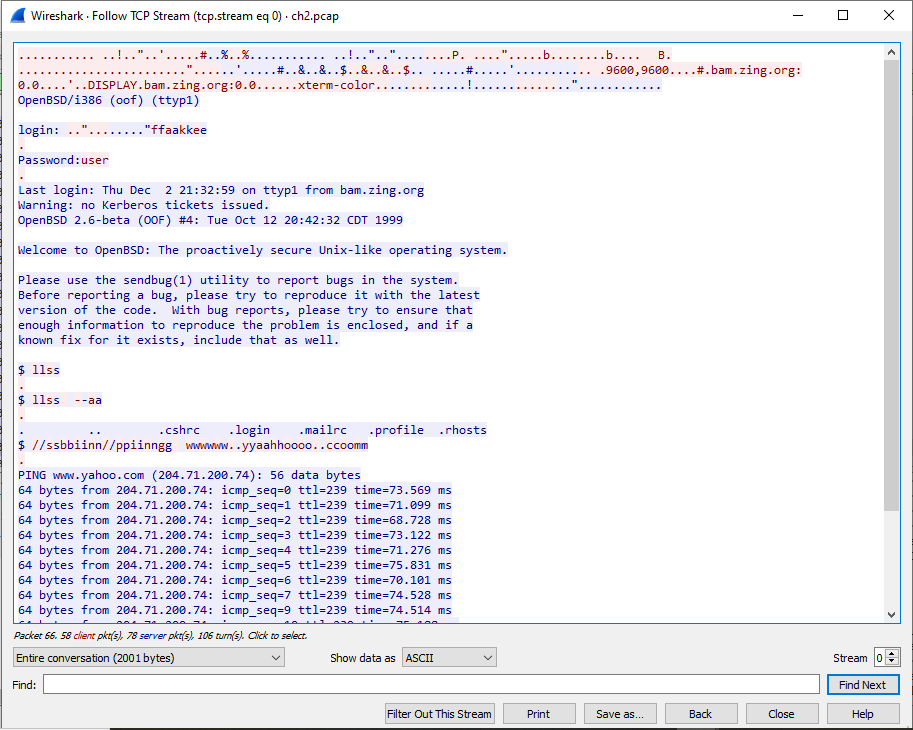 Wireshark · Follow TCP Stream (tcp.stream eq 0) · ch2.pcap
........... ..!.."..'.....#..%..%........... ..!..".."........P. ....".....b........b.... B.
........................"......'.....#..&..&..$..&..&..$.. .....#.....'........... .9600,9600....#.bam.zing.org:
0.0....'..DISPLAY.bam.zing.org:0.0......xterm-color.............!.............."............
OpenBSD/i386 (oof) (ttyp1)
login: .."........"ffaakkee
.
Password:user
.
Last login: Thu Dec  2 21:32:59 on ttyp1 from bam.zing.org
Warning: no Kerberos tickets issued.
OpenBSD 2.6-beta (OOF) #4: Tue Oct 12 20:42:32 CDT 1999
Welcome to OpenBSD: The proactively secure Unix-like operating system.
Please use the sendbug(1) utility to report bugs in the system.
Before reporting a bug, please try to reproduce it with the latest
version of the code.  With bug reports, please try to ensure that
enough information to reproduce the problem is enclosed, and if a
known fix for it exists, include that as well.
$ llss
.
$ llss  --aa
.
.         ..        .cshrc    .login    .mailrc   .profile  .rhosts
$ //ssbbiinn//ppiinngg  wwwwww..yyaahhoooo..ccoomm
.
PING www.yahoo.com (204.71.200.74): 56 data bytes
64 bytes from 204.71.200.74: icmp_seq=0 ttl=239 time=73.569 ms
64 bytes from 204.71.200.74: icmp_seq=1 ttl=239 time=71.099 ms
64 bytes from 204.71.200.74: icmp_seq=2 ttl=239 time=68.728 ms
64 bytes from 204.71.200.74: icmp_seq=3 ttl=239 time=73.122 ms
64 bytes from 204.71.200.74: icmp_seq=4 ttl=239 time=71.276 ms
64 bytes from 204.71.200.74: icmp_seq=5 ttl=239 time=75.831 ms
64 bytes from 204.71.200.74: icmp_seq=6 ttl=239 time=70.101 ms
64 bytes from 204.71.200.74: icmp_seq=7 ttl=239 time=74.528 ms
64 bytes from 204.71.200.74: icmp_seq=9 ttl=239 time=74.514 ms
Packet 66. 58 client pkt(s), 78 server pkt(s), 106 turn(s). Click to select.
Entire conversation (2001 bytes) Show data as ASCII Stream 0
Find: Find Next
Filter Out This Stream Print Save as... Back Close Help